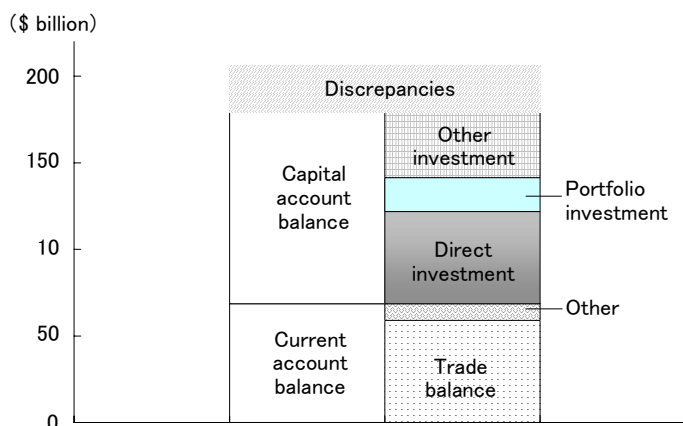 ($ billion)
200
150
10
50
0
Discrepancies
Capital
account
balance
Other
investment
Portfolio
investment
Direct
investment
Other
Current
account
balance
Trade
balance